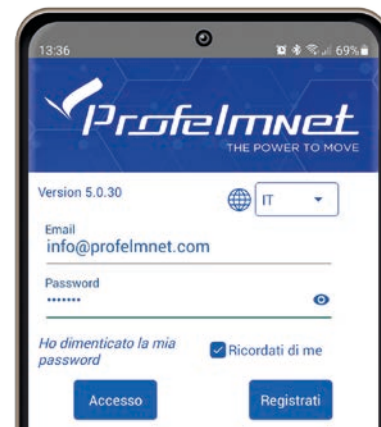 13:36 69%
Profelmnet
THE POWER TO MOVE
Version 5.0.30
IT
Email
info@profelmnet.com
Password
•••••••
Ho dimenticato la mia
password
Ricordati di me
Accesso Registrati